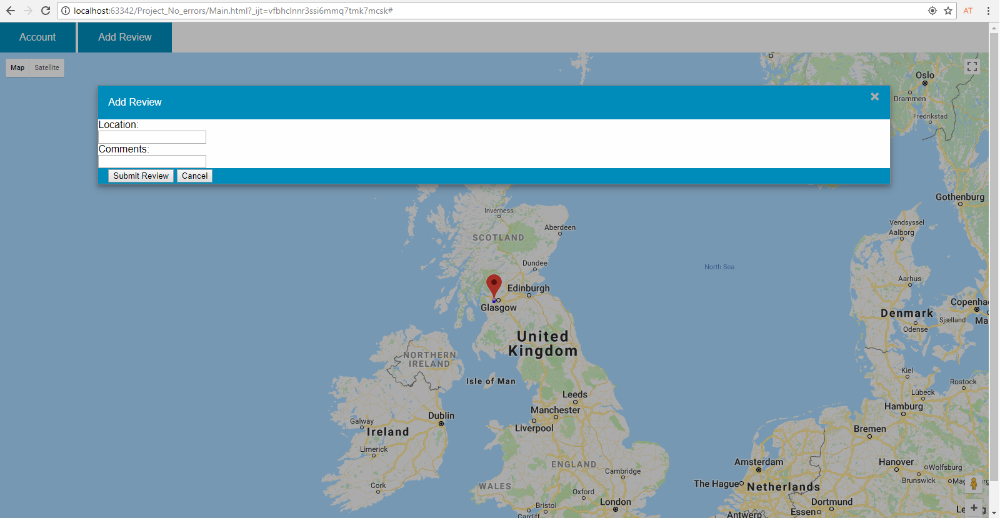 localhost:63342/Project_No_errors/Main.html?_ijt=vfbhclnnr3ssi6mmq7tmk7mcsk#
AT
Account
Add Review
Map
Satellite
Oslo
Drammen
Fredrikstad
Add Review
Location:
Comments:
Submit Review
Cancel
Gothenburg
Inverness
Aberdeen
SCOTLAND
Vendsyssel
Aalborg
Dundee
North Sea
Aarhus
Edinburgh
Glasgow
Copenha
Denmark
Sjælland
Ma
Odense
United
Kingdom
NORTHERN
IRELAND
Isle of Man
Kiel
Rostock
Lübeck
Leeds
Hamburg
Manchester
Dublin
Galway
Liverpool
Ireland
Bremen
Limerick
Amsterdam
Hanover
Wolfsburg
ENGLAND
Cambridge
Brunswick
Cork
WALES
The Hague
Netherlands
Oxford
London
Dortmund
Bristol
Essen
Cardiff
Antwerp